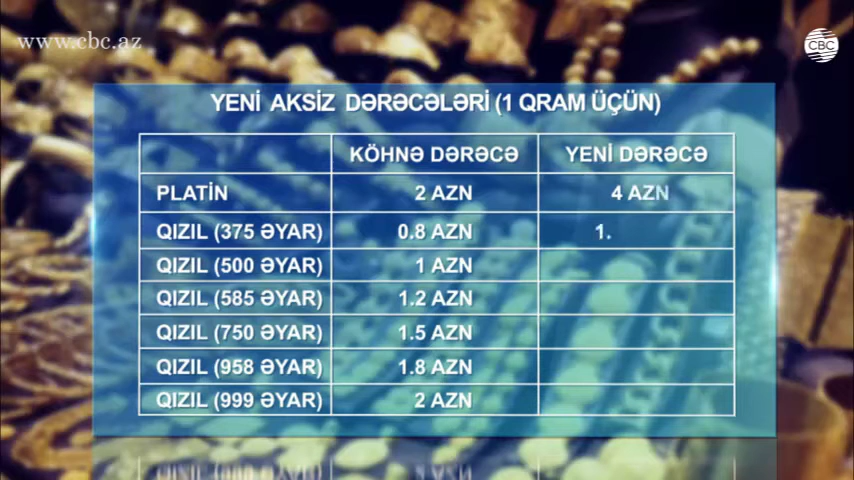 www.cbc.az
CBC
YENİ AKSİZ DƏRƏCƏLƏRİ (1 QRAM ÜÇÜN)
KÖHNƏ DƏRƏCƏ YENİ DƏRƏCƏ
PLATİN 2 AZN 4 AZN
QIZIL (375 ƏYAR) 0.8 AZN 1.
QIZIL (500 ƏYAR) 1 AZN
QIZIL (585 ƏYAR) 1.2 AZN
QIZIL (750 ƏYAR) 1.5 AZN
QIZIL (958 ƏYAR) 1.8 AZN
QIZIL (999 ƏYAR) 2 AZN